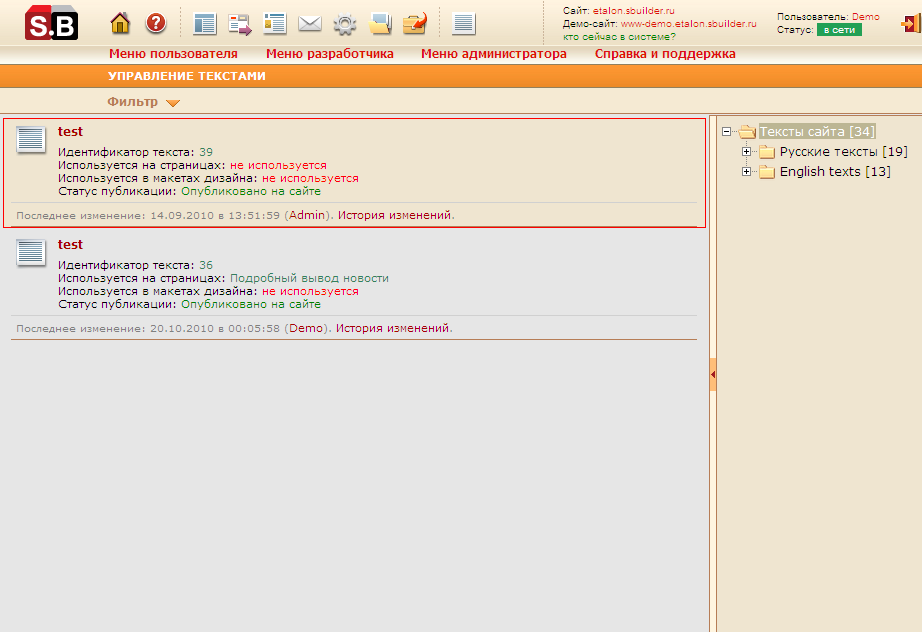 S.B
Сайт: etalon.sbuilder.ru
Демо-сайт: www-demo.etalon.sbuilder.ru
кто сейчас в системе?
Пользователь: Demo
Статус: в сети
Меню пользователя Меню разработчика Меню администратора Справка и поддержка
УПРАВЛЕНИЕ ТЕКСТАМИ
Фильтр
test
Идентификатор текста: 39
Используется на страницах: не используется
Используется в макетах дизайна: не используется
Статус публикации: Опубликовано на сайте
Последнее изменение: 14.09.2010 в 13:51:59 (Admin). История изменений.
test
Идентификатор текста: 36
Используется на страницах: Подробный вывод новости
Используется в макетах дизайна: не используется
Статус публикации: Опубликовано на сайте
Последнее изменение: 20.10.2010 в 00:05:58 (Demo). История изменений.
Тексты сайта [34]
Русские тексты [19]
English texts [13]